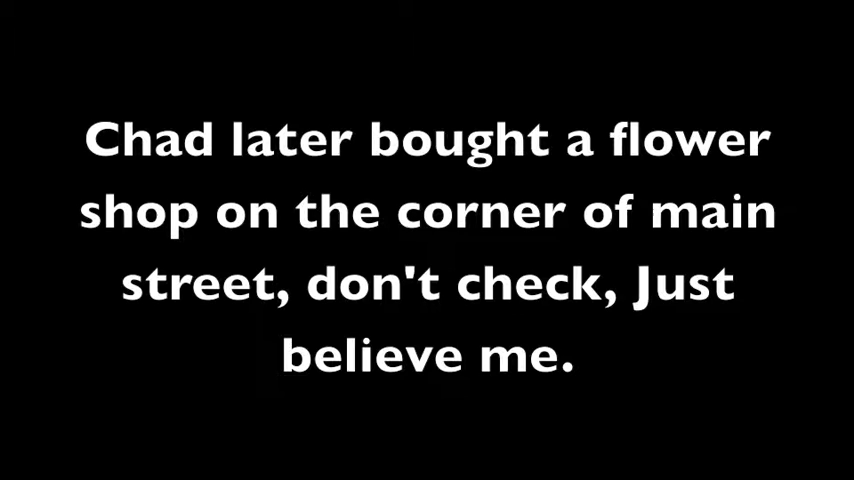 Chad later bought a flower
shop on the corner of main
street, don't check, Just
believe me.